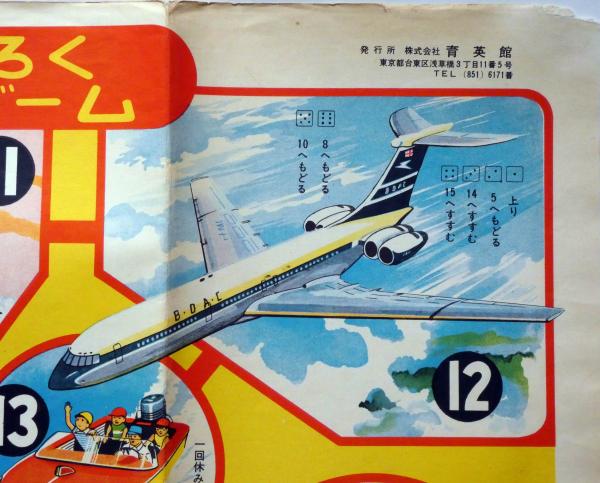 発行所 株式会社 育英館
東京都台東区浅草橋3丁目11番5号
TEL (851) 6171番
ろく
ゲーム
上り
5へもどる
14へすすむ
15へすすむ
8へもどる
10へもどる
BOAC
B・O・A・C
12
13
一回休み